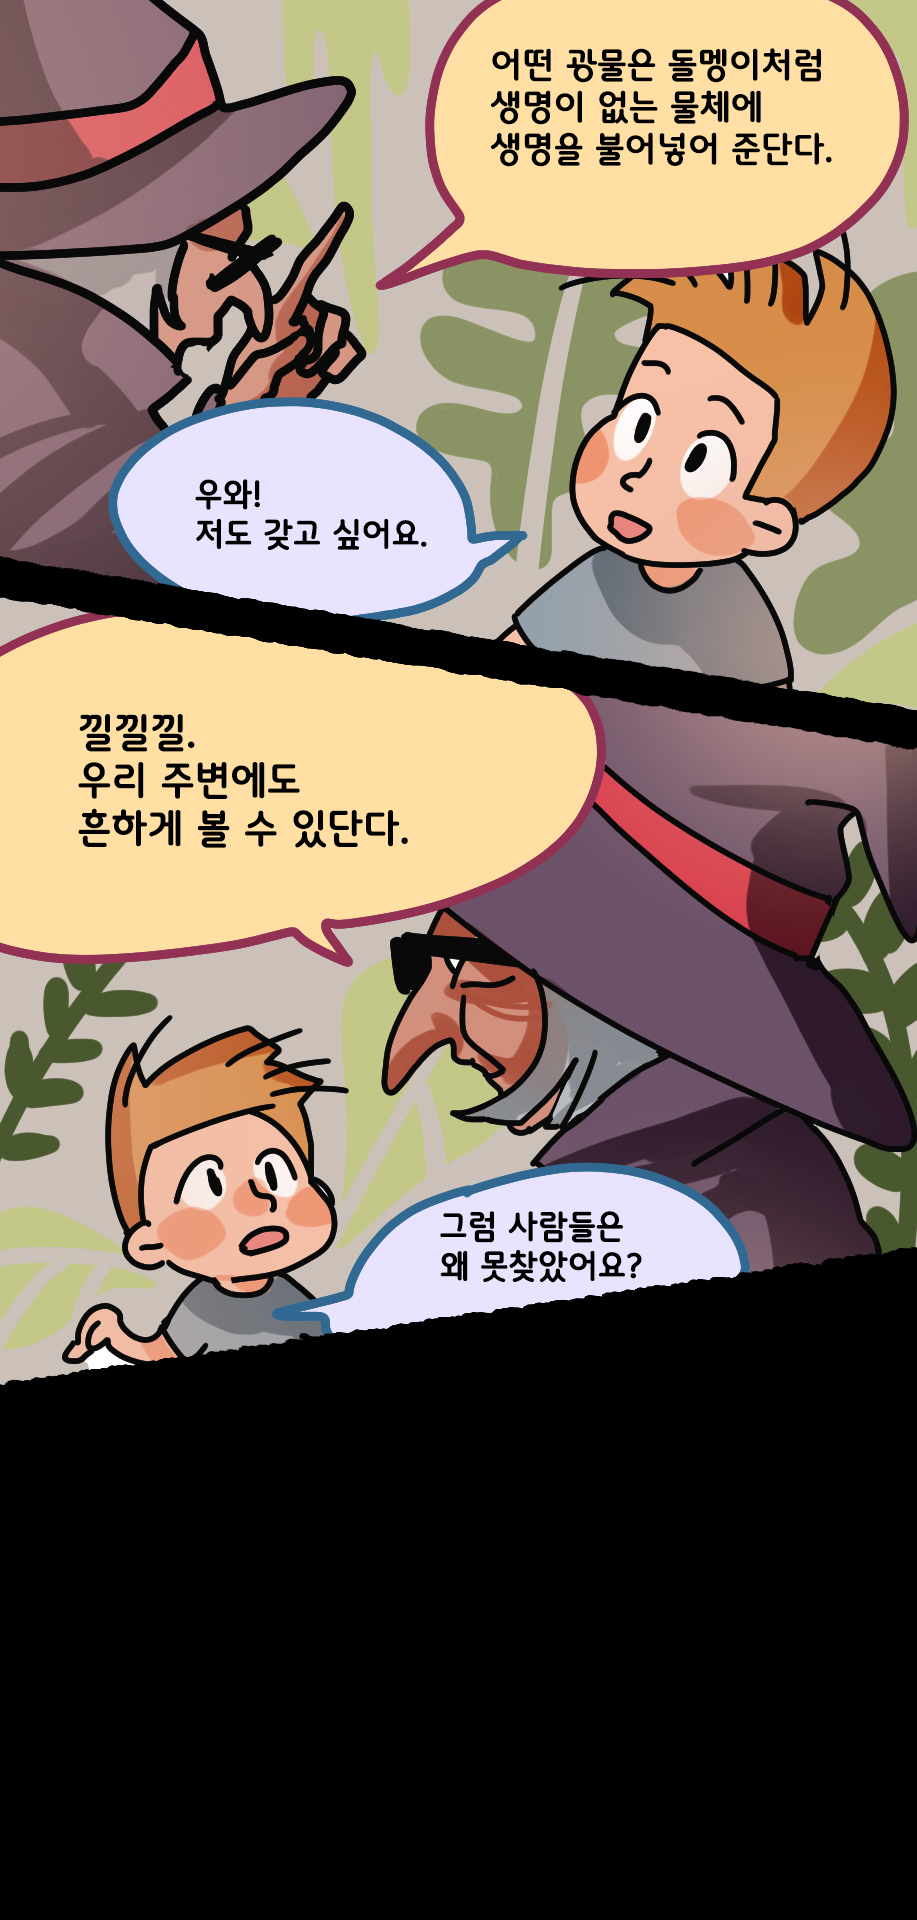 어떤 광물은 돌멩이처럼
생명이 없는 물체에
생명을 불어넣어 준단다.
우와!
저도 갖고 싶어요.
낄낄낄.
우리 주변에도
흔하게 볼 수 있단다.
그럼 사람들은
왜 못찾았어요?